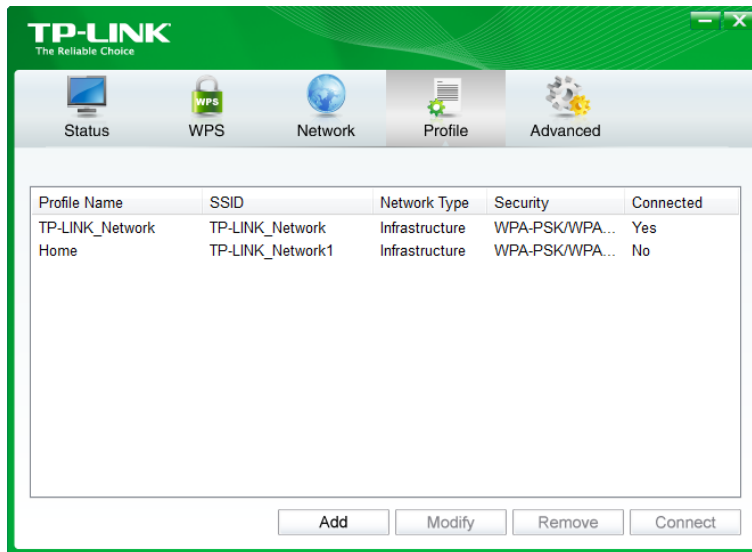 TP-LINK
The Reliable Choice
WPS
Status WPS Network Profile Advanced
Profile Name SSID Network Type Security Connected
TP-LINK_Network TP-LINK_Network Infrastructure WPA-PSK/WPA... Yes
Home TP-LINK_Network1 Infrastructure WPA-PSK/WPA... No
Add Modify Remove Connect